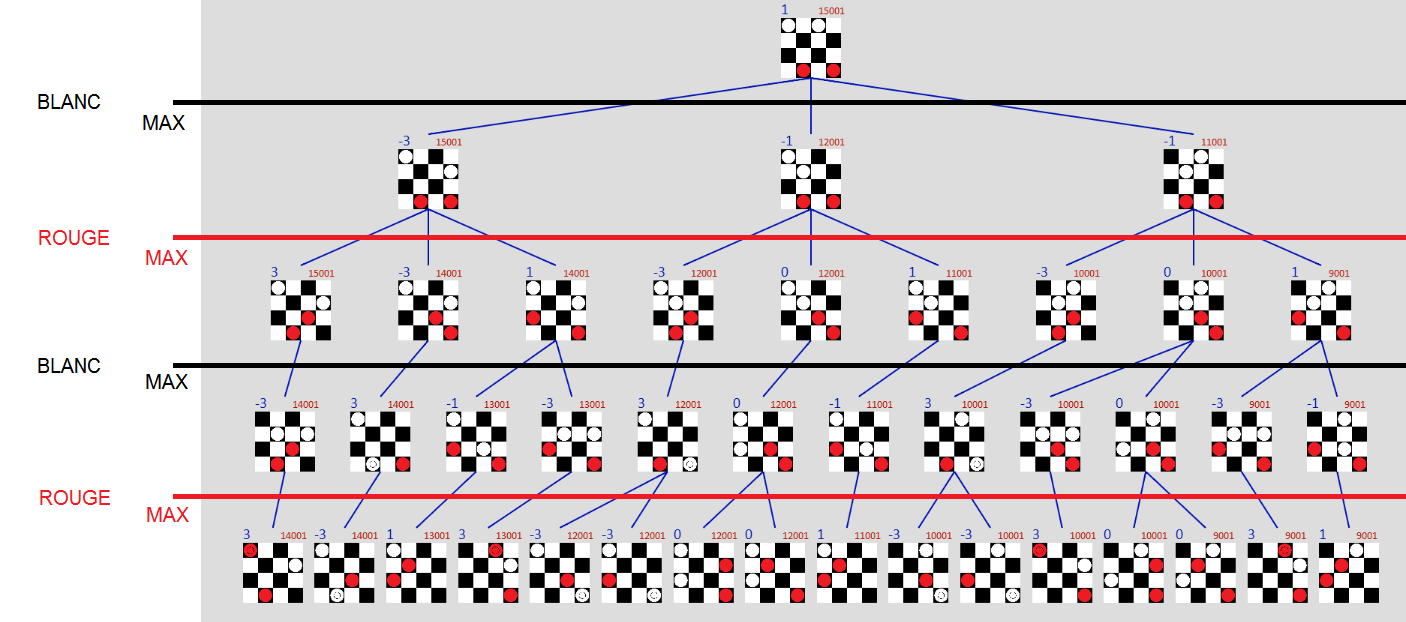 1 15001
BLANC
MAX
-3 15001 -1 12001 -1 11001
ROUGE
MAX
3 15001 -3 14001 1 14001 -3 12001 0 12001 1 11001 -3 10001 0 10001 1 9001
BLANC
MAX
-3 14001 3 14001 -1 13001 -3 13001 3 12001 0 12001 -1 11001 3 10001 -3 10001 0 10001 -3 9001 -1 9001
ROUGE
MAX
3 14001 -3 14001 1 13001 3 13001 -3 12001 -3 12001 0 12001 0 12001 1 11001 -3 10001 -3 10001 3 10001 0 10001 0 9001 3 9001 1 9001